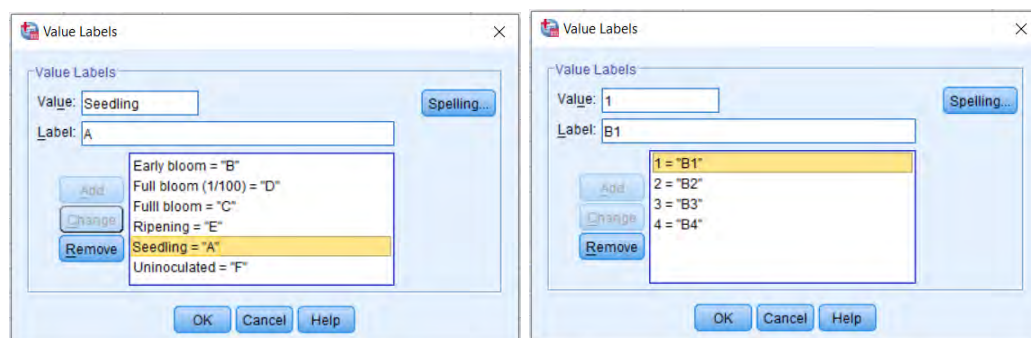 Value Labels
Value Labels
Value: Seedling
Spelling...
Label: A
Early bloom = "B"
Full bloom (1/100) = "D"
Fulll bloom = "C"
Ripening = "E"
Seedling = "A"
Uninoculated = "F"
Add
Change
Remove
OK Cancel Help
Value Labels
Value Labels
Value: 1
Spelling...
Label: B1
1 = "B1"
2 = "B2"
3 = "B3"
4 = "B4"
Add
Change
Remove
OK Cancel Help